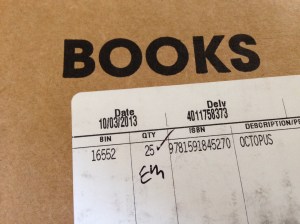 BOOKS
Date Delv
10/03/2013 4011758373
BIN QTY ISBN DESCRIPTION/P
16552 25 9781591845270 OCTOPUS
Em